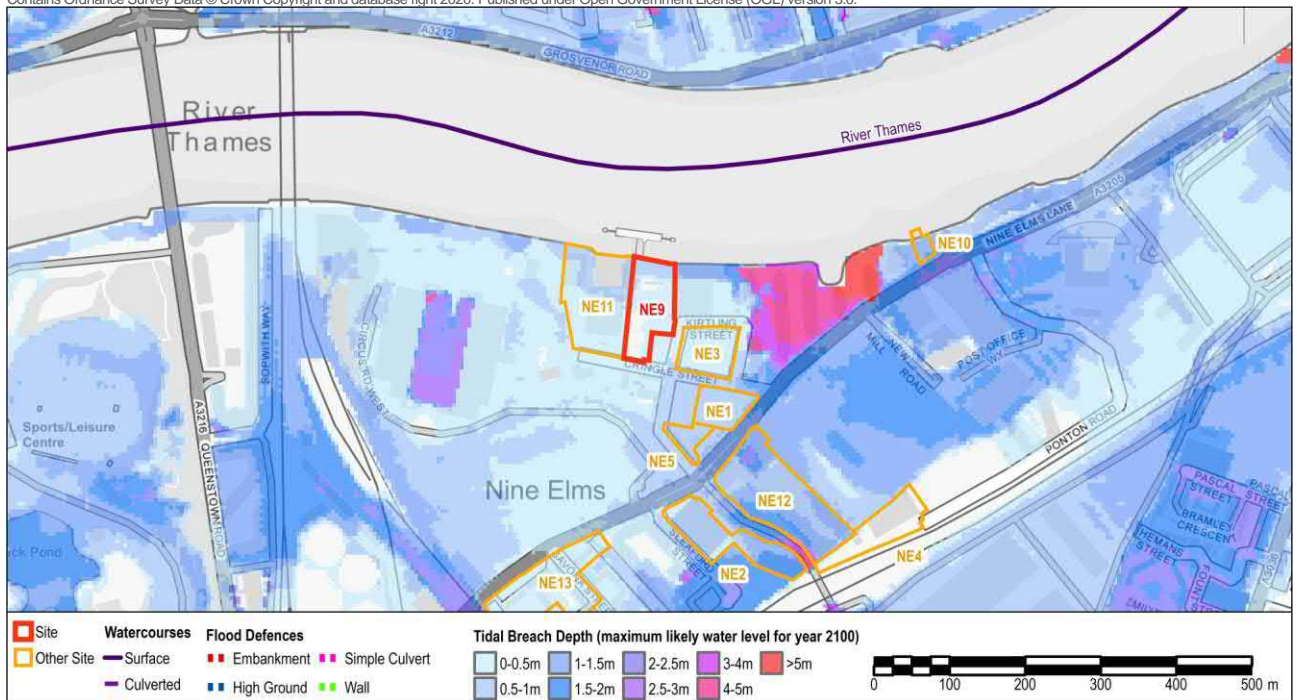 Contains Ordnance Survey Data © Crown Copyright and database right 2020. Published under Open Government License (OGL) version 3.0.
A3212
GROSVENOR ROAD
River
Thames
River Thames
A3205
NINE ELMS LANE
NE10
SOPWITH WAY
CIRCUS RD WEST
NE11
NE9
KIRTLING
STREET
NE3
CRINGLE STREET
NEW
MILL
ROAD
POST OFFICE
WY
A3216
QUEENSTOWN ROAD
Sports/Leisure
Centre
NE1
NE5
PONTON ROAD
Nine Elms
NE12
PASCAL
STREET
PASCAL
BRAMLEY
CRESCENT
THEMANS
STREET
NE4
SLEAFORD
STREET
NE2
NE13
SAVONA STREET
Pond
Site
Other Site
Watercourses
Surface
Culverted
Flood Defences
Embankment
Simple Culvert
High Ground
Wall
Tidal Breach Depth (maximum likely water level for year 2100)
0-0.5m
1-1.5m
2-2.5m
3-4m
>5m
0.5-1m
1.5-2m
2.5-3m
4-5m
0
100
200
300
400
500 m